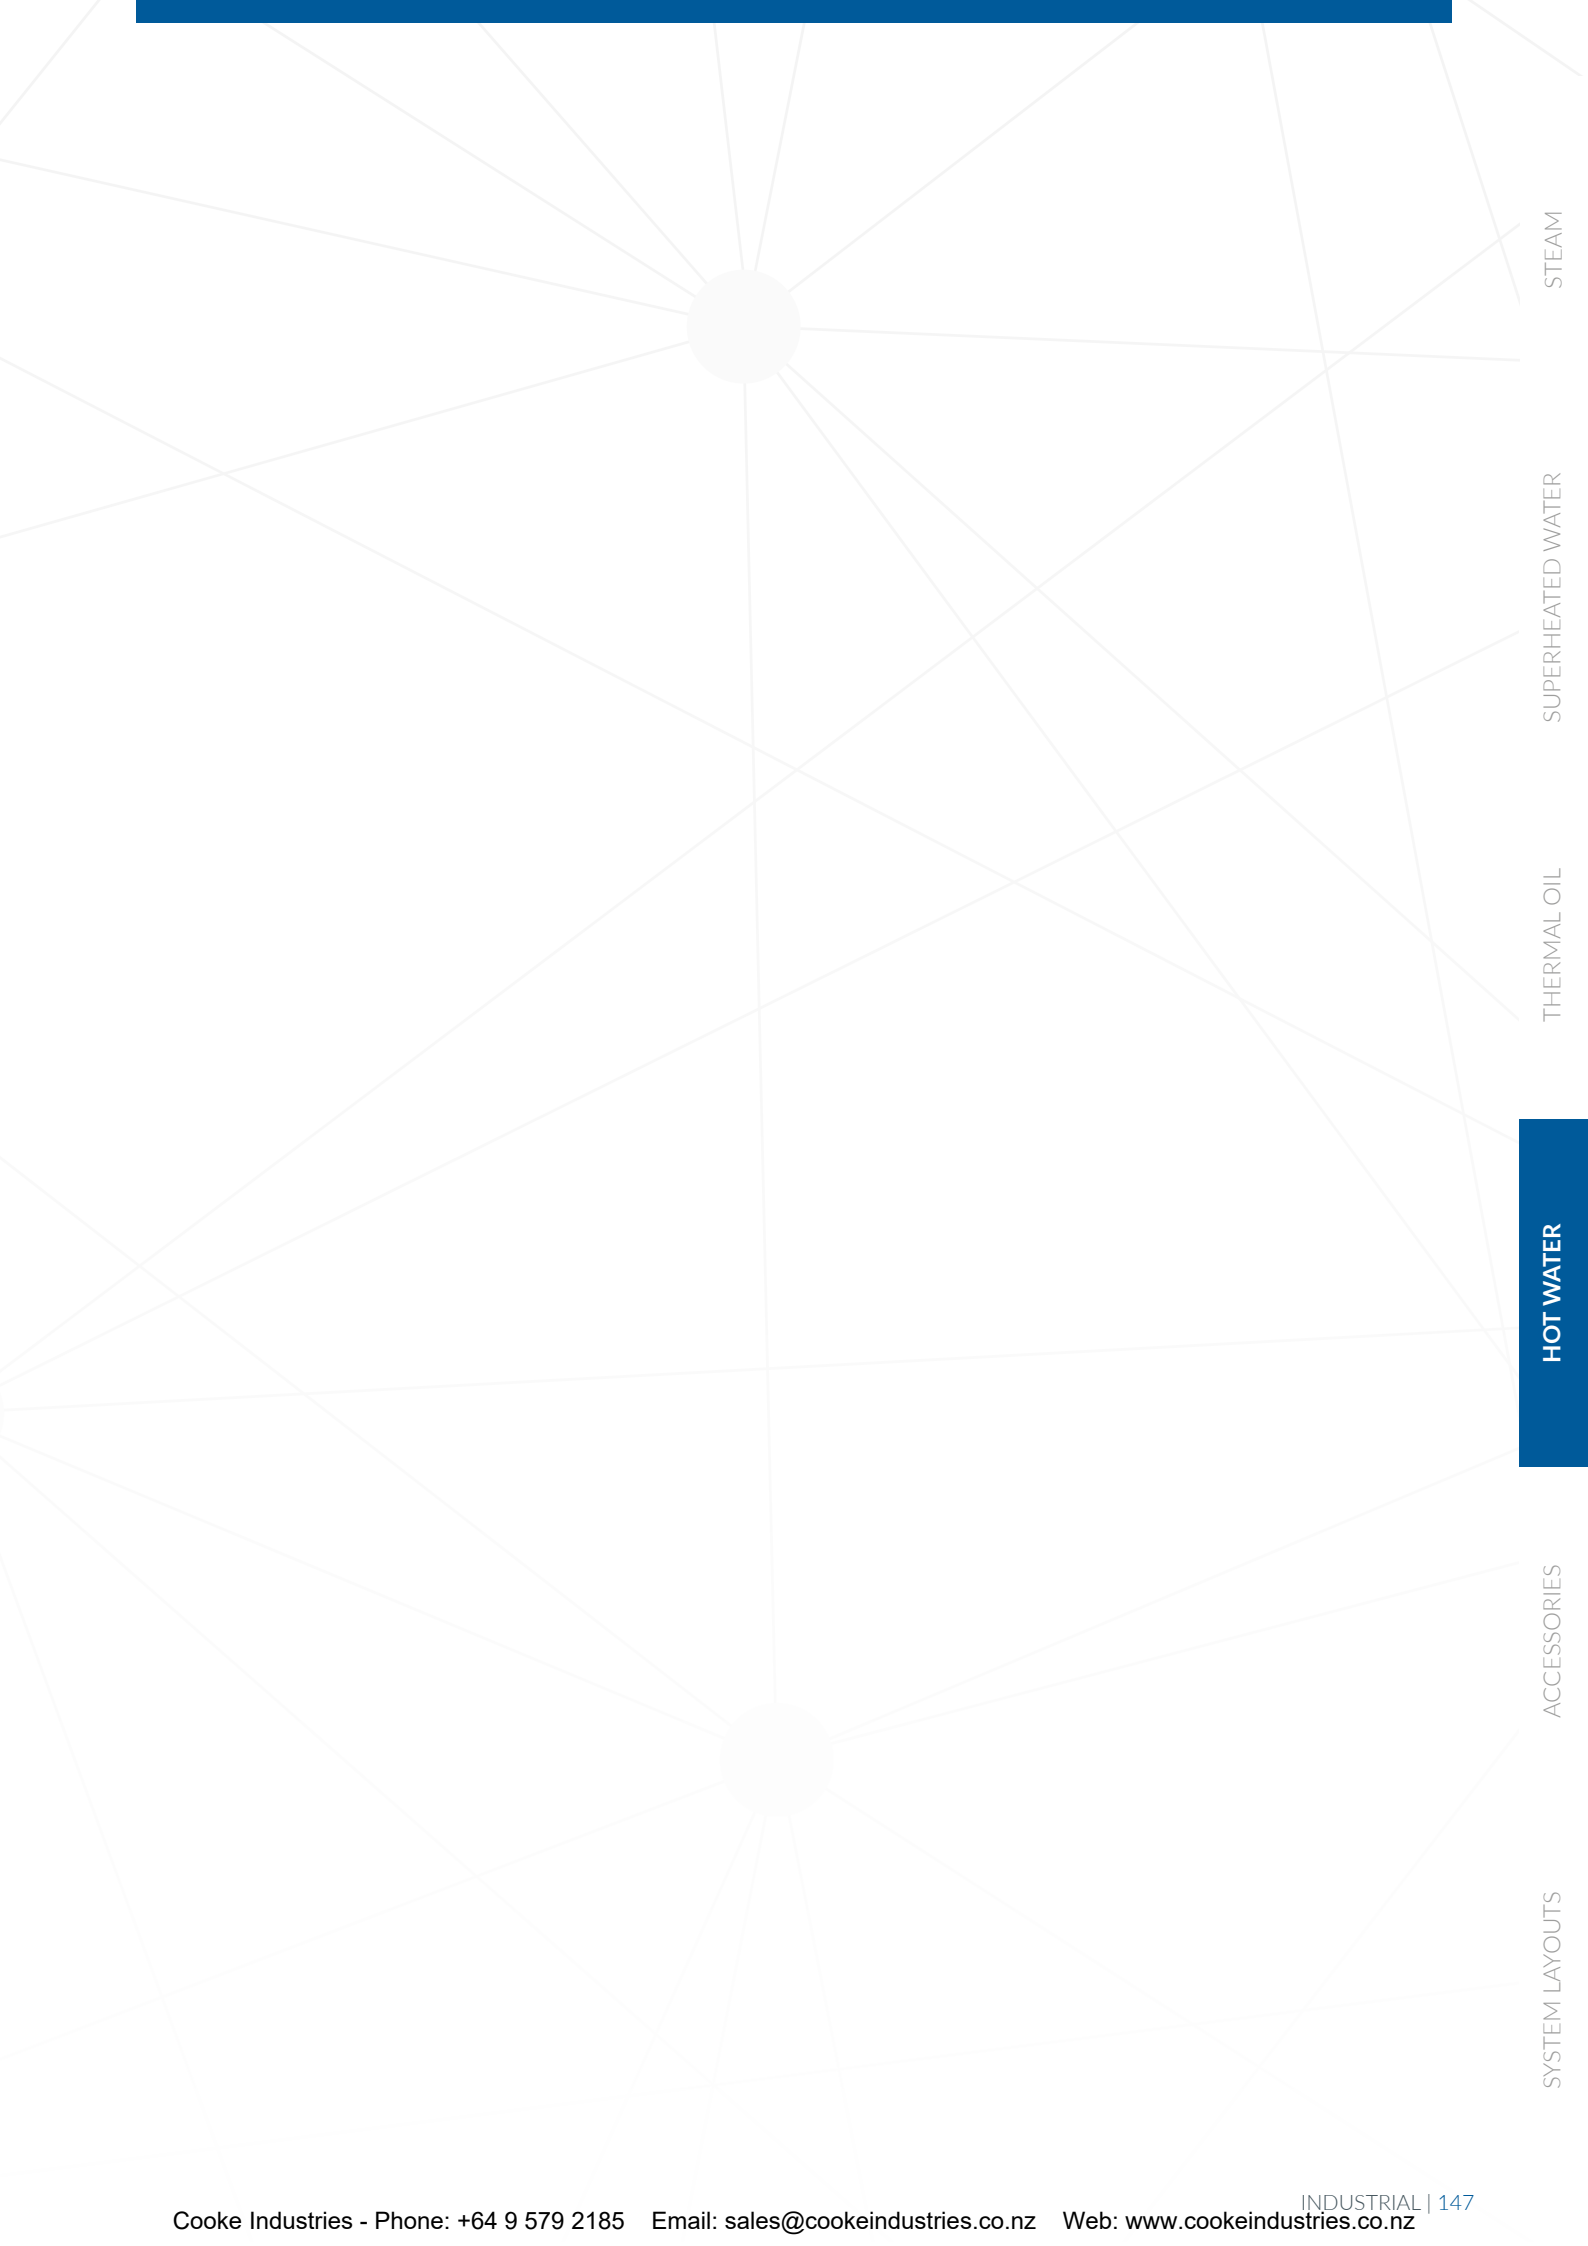 STEAM
SUPERHEATED WATER
THERMAL OIL
HOT WATER
ACCESSORIES
SYSTEM LAYOUTS
INDUSTRIAL | 147
Cooke Industries - Phone: +64 9 579 2185    Email: sales@cookeindustries.co.nz    Web: www.cookeindustries.co.nz